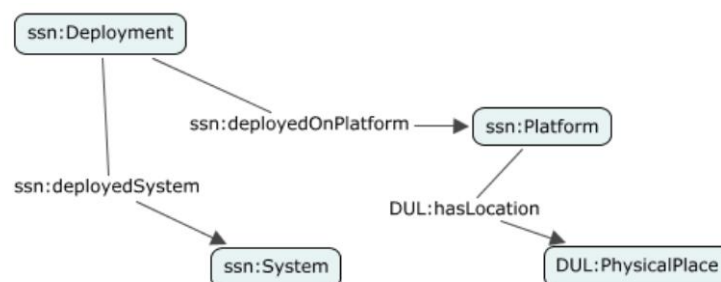 ssn:Deployment
ssn:deployedOnPlatform
ssn:Platform
ssn:deployedSystem
DUL:hasLocation
ssn:System
DUL:PhysicalPlace